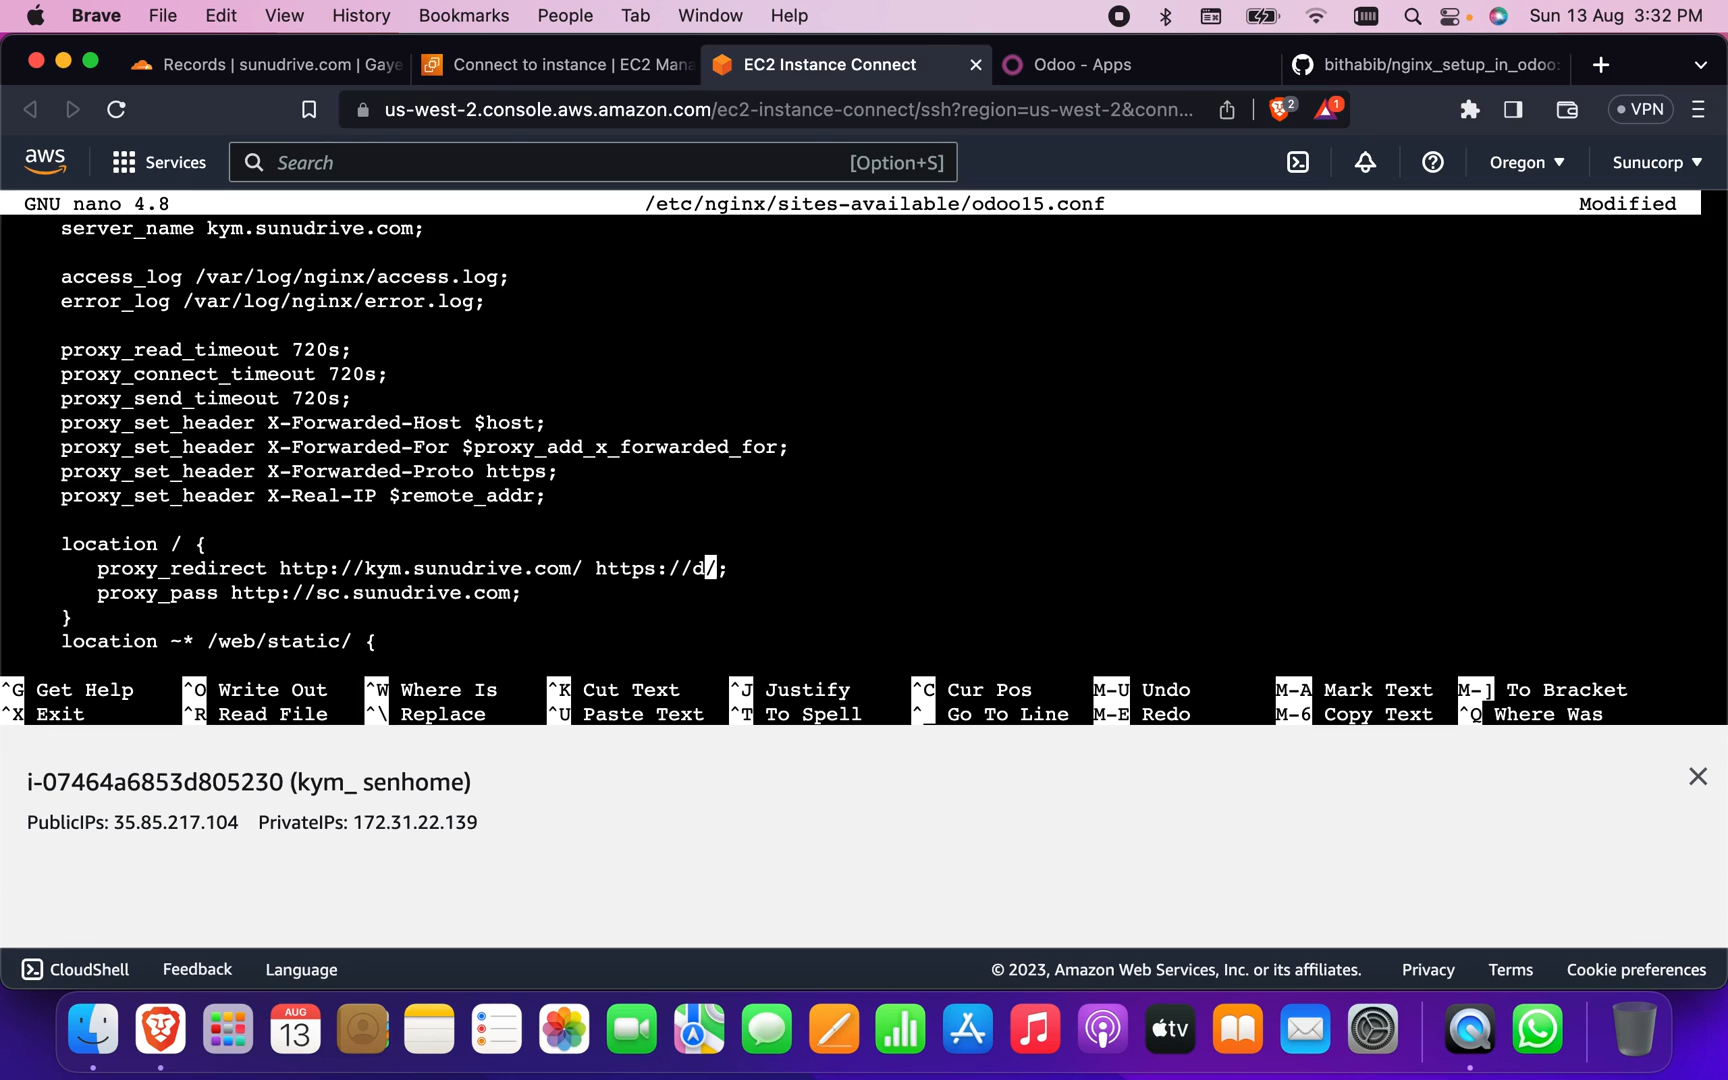 Brave File Edit View History Bookmarks People Tab Window Help Sun 13 Aug 3:32 PM
Records | sunudrive.com | Gaye Connect to instance | EC2 Mana EC2 Instance Connect Odoo - Apps bithabib/nginx_setup_in_odoo:
us-west-2.console.aws.amazon.com/ec2-instance-connect/ssh?region=us-west-2&conn... 2 1 VPN
aws Services Search [Option+S] Oregon Sunucorp
GNU nano 4.8 /etc/nginx/sites-available/odoo15.conf Modified
server_name kym.sunudrive.com;
access_log /var/log/nginx/access.log;
error_log /var/log/nginx/error.log;
proxy_read_timeout 720s;
proxy_connect_timeout 720s;
proxy_send_timeout 720s;
proxy_set_header X-Forwarded-Host $host;
proxy_set_header X-Forwarded-For $proxy_add_x_forwarded_for;
proxy_set_header X-Forwarded-Proto https;
proxy_set_header X-Real-IP $remote_addr;
location / {
proxy_redirect http://kym.sunudrive.com/ https://d/;
proxy_pass http://sc.sunudrive.com;
}
location ~* /web/static/ {
^G Get Help ^O Write Out ^W Where Is ^K Cut Text ^J Justify ^C Cur Pos M-U Undo M-A Mark Text M-] To Bracket
^X Exit ^R Read File ^\ Replace ^U Paste Text ^T To Spell ^_ Go To Line M-E Redo M-6 Copy Text ^Q Where Was
i-07464a6853d805230 (kym_ senhome)
PublicIPs: 35.85.217.104 PrivateIPs: 172.31.22.139
CloudShell Feedback Language © 2023, Amazon Web Services, Inc. or its affiliates. Privacy Terms Cookie preferences
AUG
13
tv